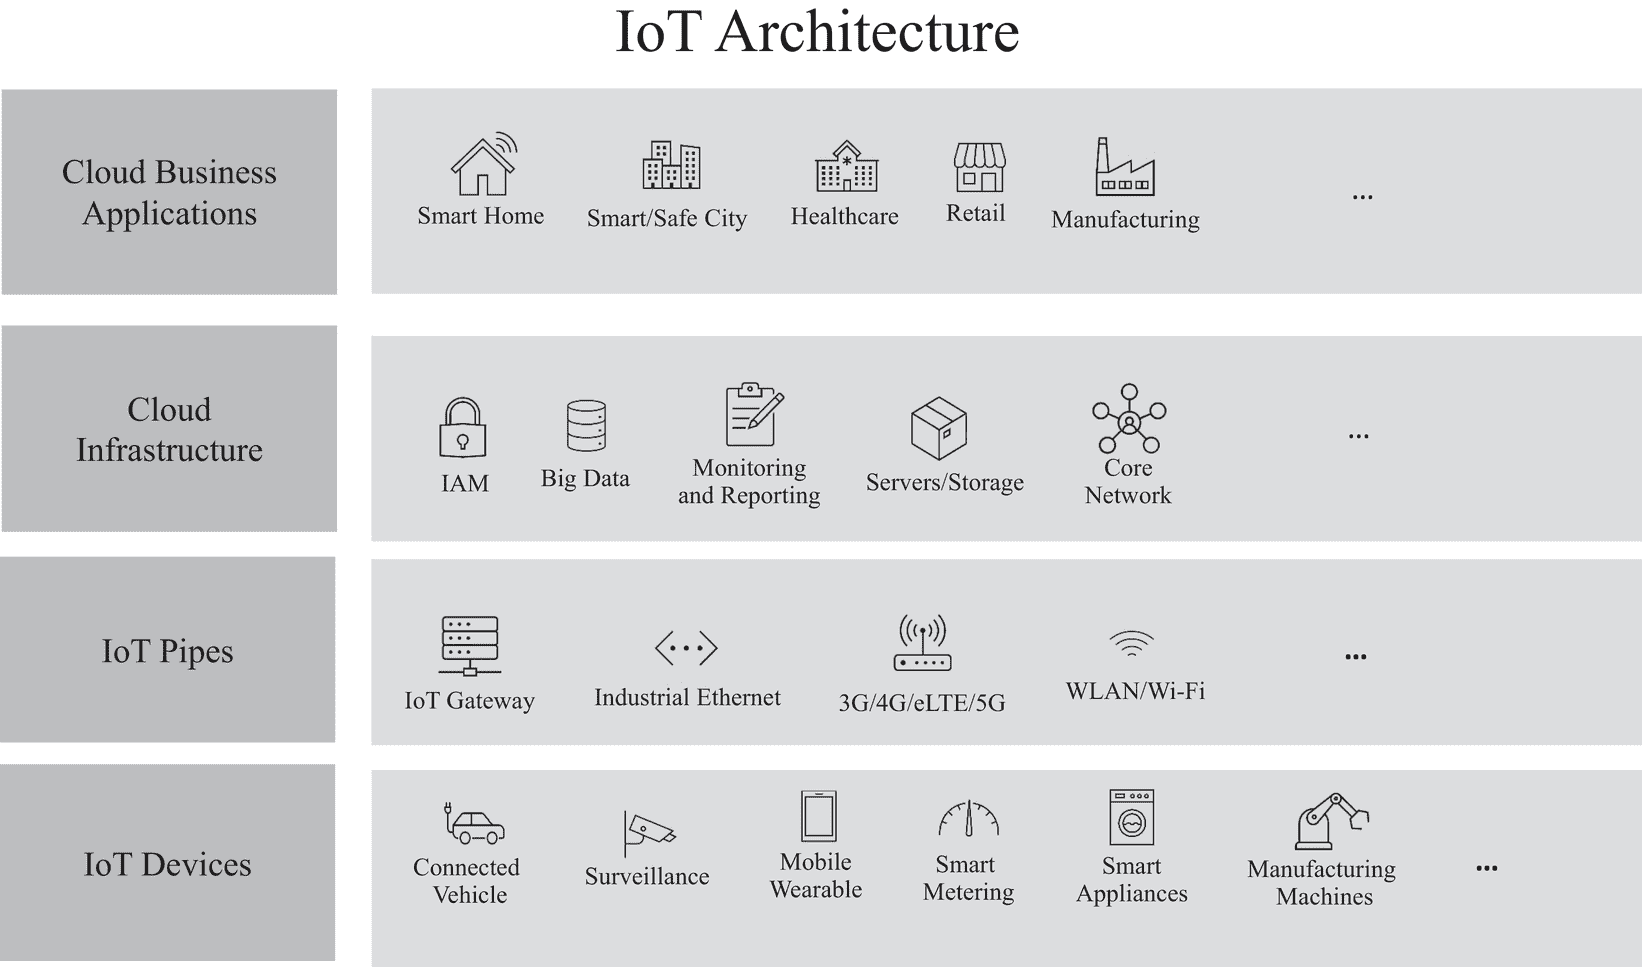 IoT Architecture
Cloud Business
Applications
Smart Home
Smart/Safe City
Healthcare
Retail
Manufacturing
...
Cloud
Infrastructure
IAM
Big Data
Monitoring
and Reporting
Servers/Storage
Core
Network
...
IoT Pipes
IoT Gateway
Industrial Ethernet
3G/4G/eLTE/5G
WLAN/Wi-Fi
...
IoT Devices
Connected
Vehicle
Surveillance
Mobile
Wearable
Smart
Metering
Smart
Appliances
Manufacturing
Machines
...